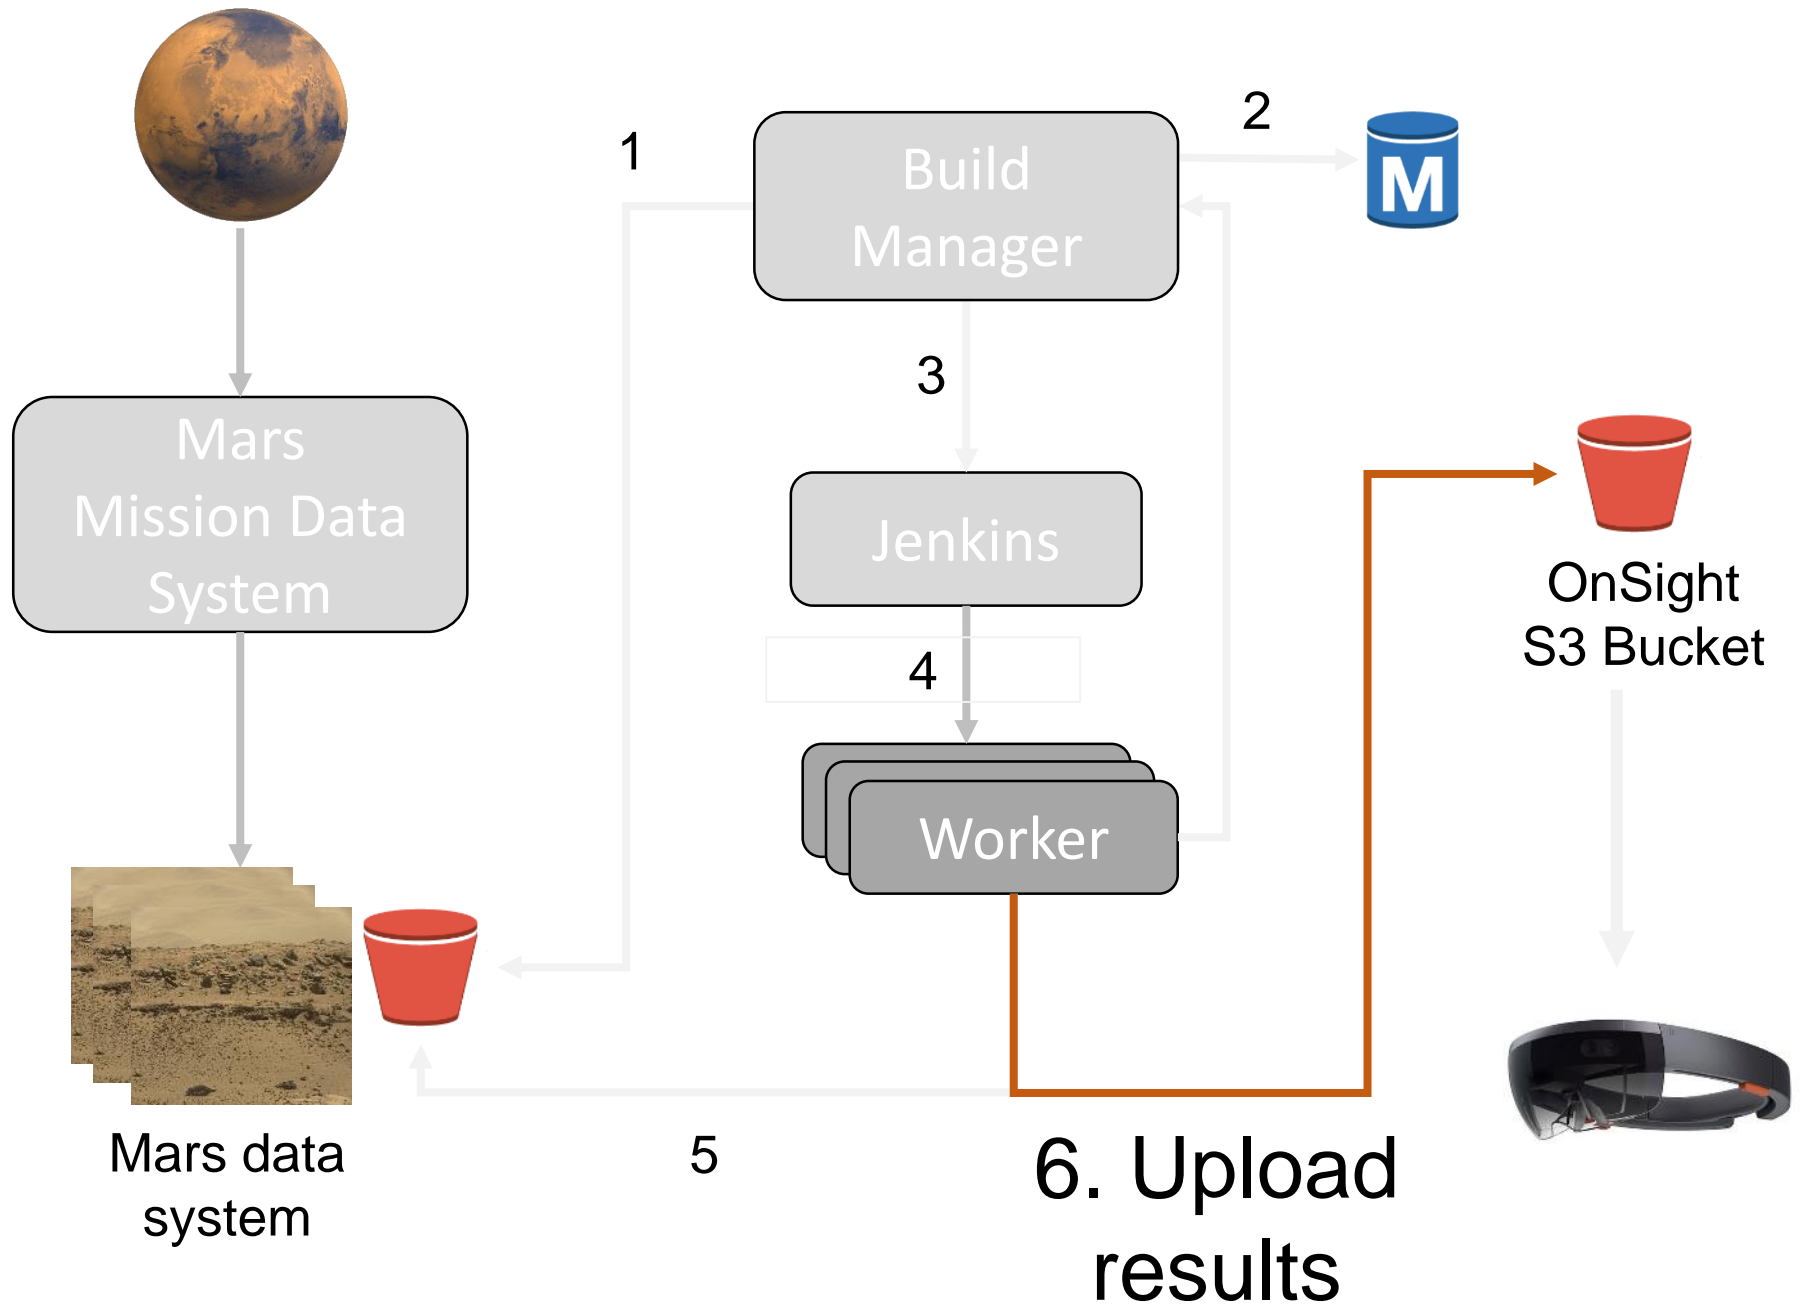 1
Build
Manager
2
M
3
Mars
Mission Data
System
Jenkins
4
Worker
OnSight
S3 Bucket
Mars data
system
5
6. Upload
results